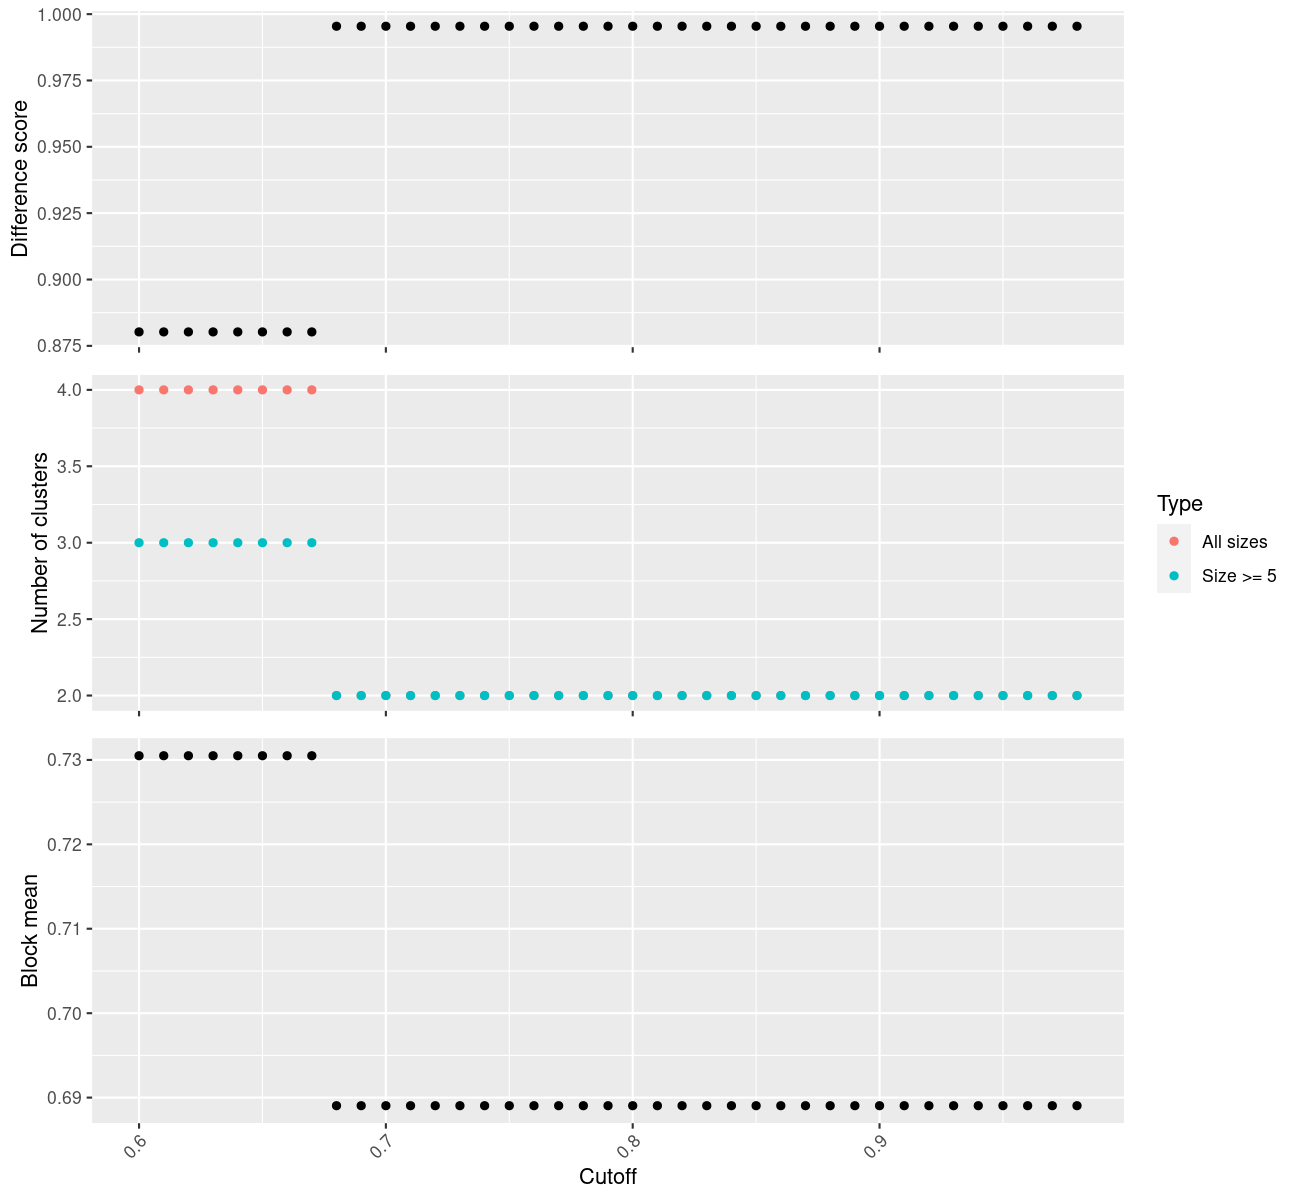 Difference score
1.000
0.975
0.950
0.925
0.900
0.875
Number of clusters
4.0
3.5
3.0
2.5
2.0
Type
All sizes
Size >= 5
Block mean
0.73
0.72
0.71
0.70
0.69
0.6
0.7
0.8
0.9
Cutoff